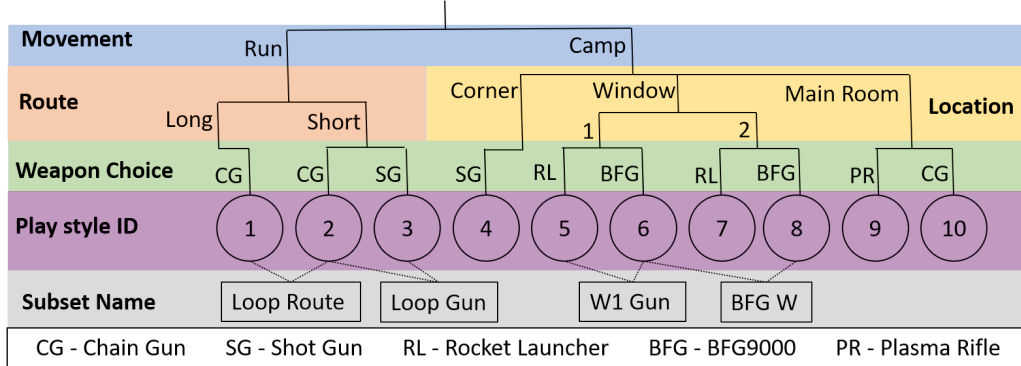 Movement
Run
Camp
Route
Corner
Window
Main Room
Location
Long
Short
1
2
Weapon Choice
CG
CG
SG
SG
RL
BFG
RL
BFG
PR
CG
Play style ID
1
2
3
4
5
6
7
8
9
10
Subset Name
Loop Route
Loop Gun
W1 Gun
BFG W
CG - Chain Gun SG - Shot Gun RL - Rocket Launcher BFG - BFG9000 PR - Plasma Rifle